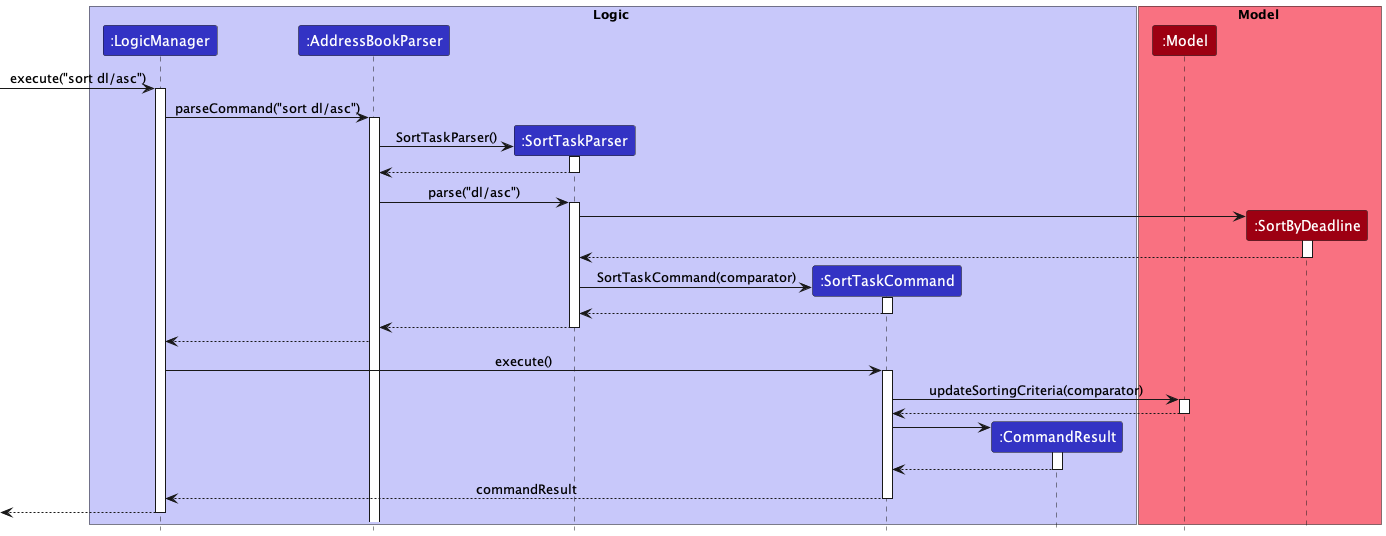 Logic
Model
:LogicManager
:AddressBookParser
:Model
execute("sort dl/asc")
parseCommand("sort dl/asc")
SortTaskParser()
:SortTaskParser
parse("dl/asc")
:SortByDeadline
SortTaskCommand(comparator)
:SortTaskCommand
execute()
updateSortingCriteria(comparator)
:CommandResult
commandResult